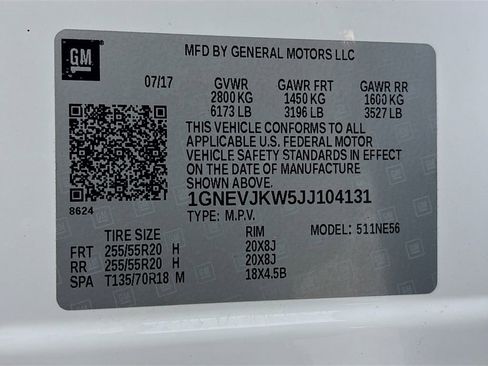 GM
MFD BY GENERAL MOTORS LLC
07/17 GVWR GAWR FRT GAWR RR
2800 KG 1450 KG 1600 KG
6173 LB 3196 LB 3527 LB
THIS VEHICLE CONFORMS TO ALL
APPLICABLE U.S. FEDERAL MOTOR
VEHICLE SAFETY STANDARDS IN EFFECT
ON THE DATE OF MANUFACTURE
SHOWN ABOVE.
8624
1GNEVJKW5JJ104131
TYPE: M.P.V.
TIRE SIZE RIM MODEL: 511NE56
FRT 255/55R20 H 20X8J
RR 255/55R20 H 20X8J
SPA T135/70R18 M 18X4.5B